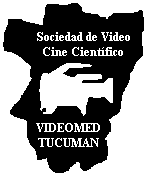 Sociedad de Video
Cine Científico
VIDEOMED
TUCUMAN